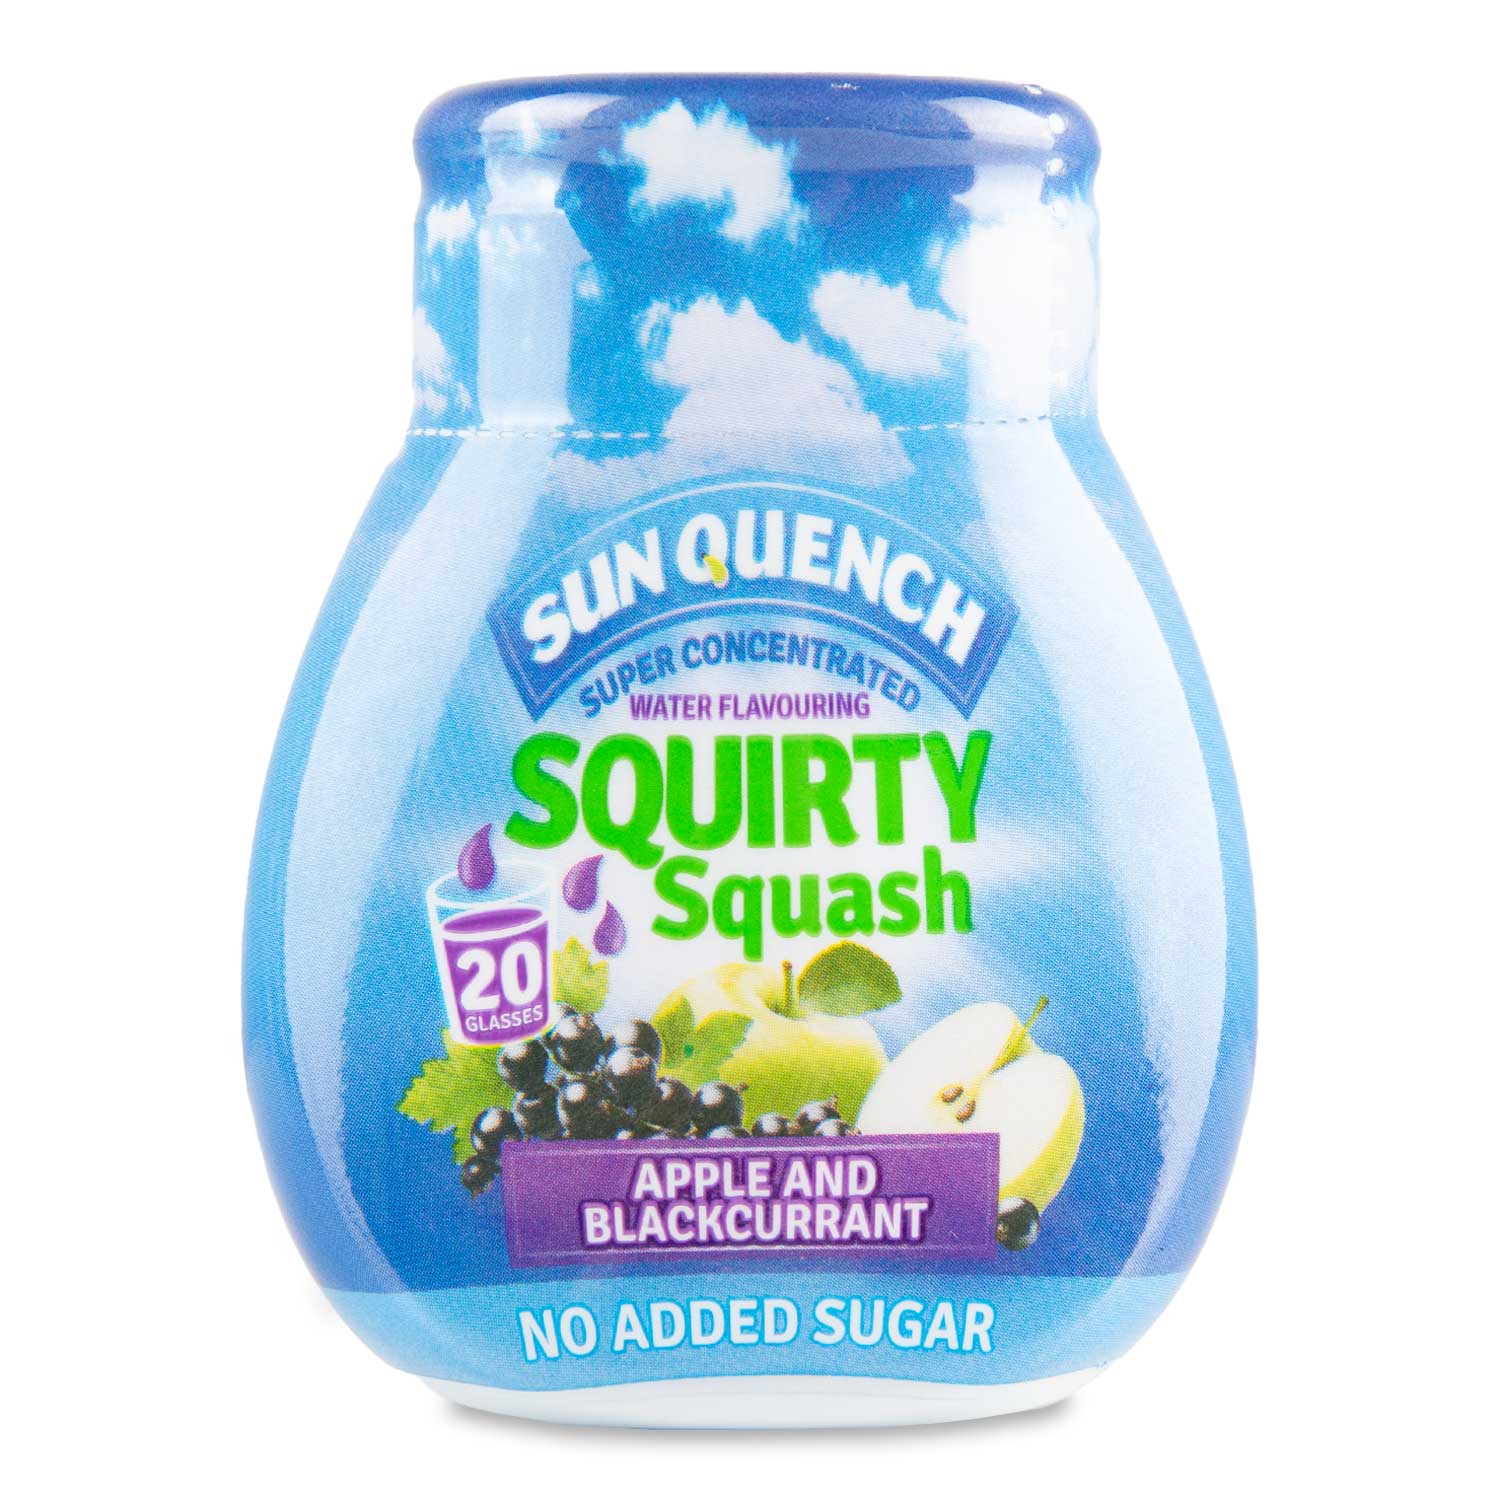 SUN QUENCH
SUPER CONCENTRATED
WATER FLAVOURING
SQUIRTY
Squash
20
GLASSES
APPLE AND
BLACKCURRANT
NO ADDED SUGAR